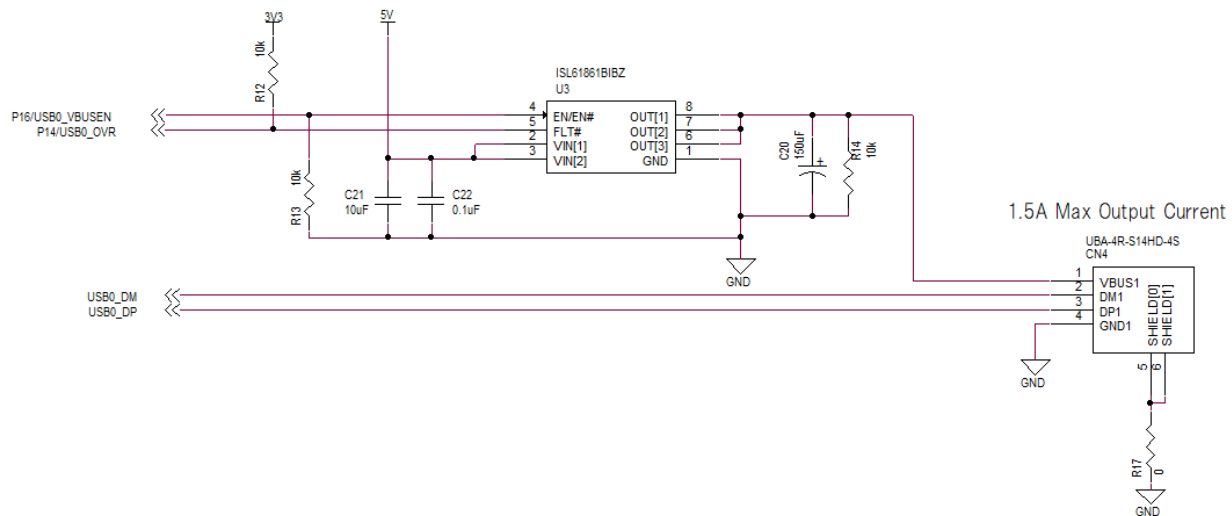 3V3
5V
10k
R12
ISL61861BIBZ
U3
P16/USB0_VBUSEN
P14/USB0_OVR
4
5
2
3
EN/EN#
FLT#
VIN[1]
VIN[2]
OUT[1]
OUT[2]
OUT[3]
GND
8
7
6
1
C20
150uF
+
R14
10k
10k
R13
C21
10uF
C22
0.1uF
GND
1.5A Max Output Current
UBA-4R-S14HD-4S
CN4
USB0_DM
USB0_DP
1
2
3
4
VBUS1
DM1
DP1
GND1
SHIELD[0]
SHIELD[1]
5
6
GND
R17
0
GND